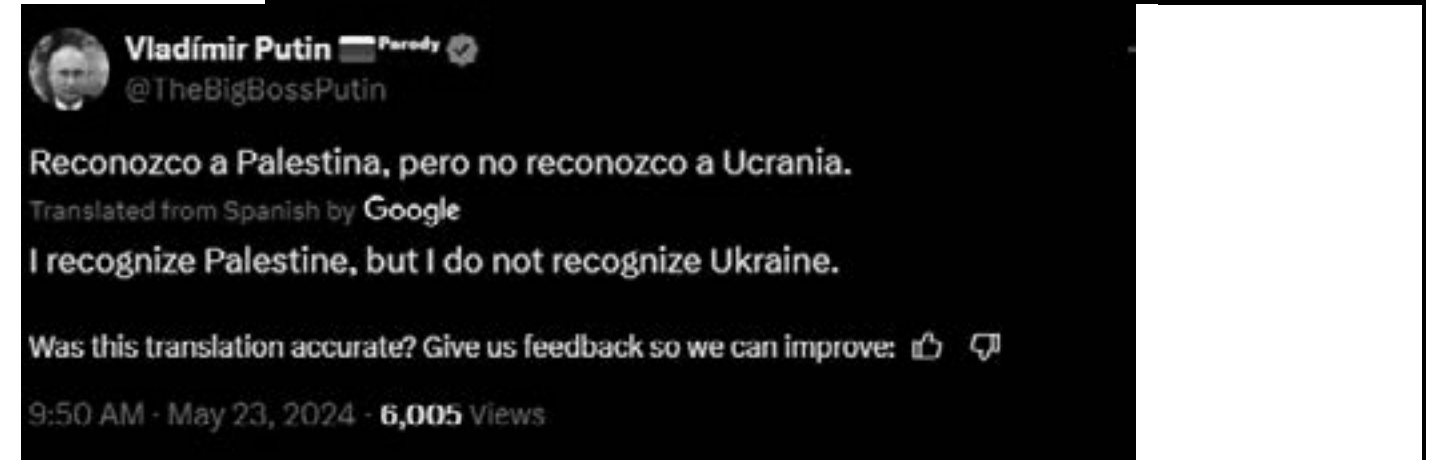 Vladímir Putin Parody
@TheBigBossPutin
Reconozco a Palestina, pero no reconozco a Ucrania.
Translated from Spanish by Google
I recognize Palestine, but I do not recognize Ukraine.
Was this translation accurate? Give us feedback so we can improve:
9:50 AM · May 23, 2024 · 6,005 Views